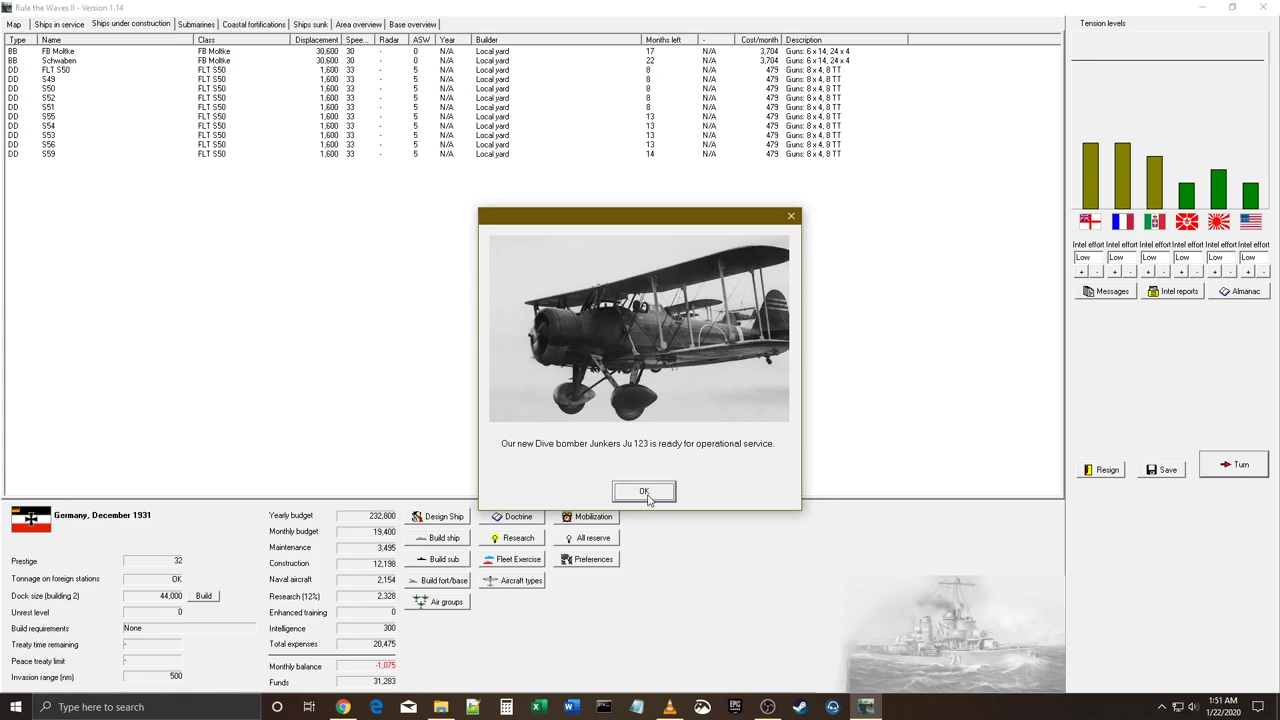 Rule the Waves II - Version 1.14
Map Ships in service Ships under construction Submarines Coastal fortifications Ships sunk Area overview Base overview
Type Name Class Displacement Spee... Radar ASW Year Builder Months left - Cost/month Description
BB FB Moltke FB Moltke 30,600 30 - 0 N/A Local yard 17 N/A 3,704 Guns: 6 x 14, 24 x 4
BB Schwaben FB Moltke 30,600 30 - 0 N/A Local yard 22 N/A 3,704 Guns: 6 x 14, 24 x 4
DD FLT S50 FLT S50 1,600 33 - 5 N/A Local yard 8 N/A 479 Guns: 8 x 4, 8 TT
DD S49 FLT S50 1,600 33 - 5 N/A Local yard 8 N/A 479 Guns: 8 x 4, 8 TT
DD S50 FLT S50 1,600 33 - 5 N/A Local yard 8 N/A 479 Guns: 8 x 4, 8 TT
DD S52 FLT S50 1,600 33 - 5 N/A Local yard 8 N/A 479 Guns: 8 x 4, 8 TT
DD S51 FLT S50 1,600 33 - 5 N/A Local yard 8 N/A 479 Guns: 8 x 4, 8 TT
DD S55 FLT S50 1,600 33 - 5 N/A Local yard 13 N/A 479 Guns: 8 x 4, 8 TT
DD S54 FLT S50 1,600 33 - 5 N/A Local yard 13 N/A 479 Guns: 8 x 4, 8 TT
DD S53 FLT S50 1,600 33 - 5 N/A Local yard 13 N/A 479 Guns: 8 x 4, 8 TT
DD S56 FLT S50 1,600 33 - 5 N/A Local yard 13 N/A 479 Guns: 8 x 4, 8 TT
DD S59 FLT S50 1,600 33 - 5 N/A Local yard 14 N/A 479 Guns: 8 x 4, 8 TT
Tension levels
Intel effort Intel effort Intel effort Intel effort Intel effort Intel effort
Low Low Low Low Low Low
+ - + - + - + - + - + -
Messages Intel reports Almanac
Resign Save Turn
Our new Dive bomber Junkers Ju 123 is ready for operational service.
OK
Germany, December 1931
Prestige 32
Tonnage on foreign stations OK
Dock size (building 2) 44,000 Build
Unrest level 0
Build requirements None
Treaty time remaining -
Peace treaty limit -
Invasion range (nm) 500
Yearly budget 232,800
Monthly budget 19,400
Maintenance 3,495
Construction 12,198
Naval aircraft 2,154
Research (12%) 2,328
Enhanced training 0
Intelligence 300
Total expenses 20,475
Monthly balance -1,075
Funds 31,283
Design Ship Doctrine Mobilization
Build ship Research All reserve
Build sub Fleet Exercise Preferences
Build fort/base Aircraft types
Air groups
Type here to search
1:51 AM
1/22/2020